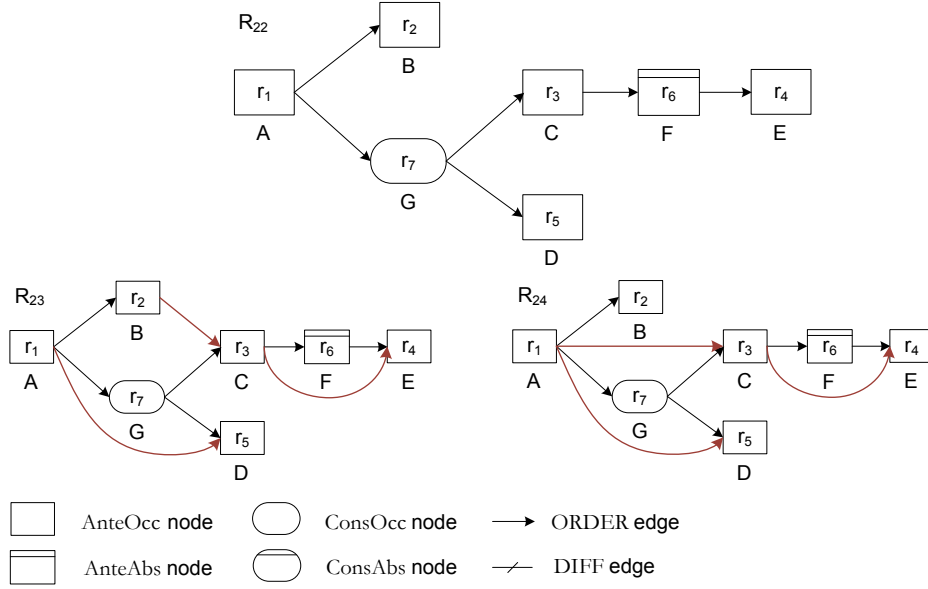 R22
r2
B
r1
A
r3
C
r6
F
r4
E
r7
G
r5
D
R23
r2
B
r1
A
r3
C
r6
F
r4
E
r7
G
r5
D
R24
r2
B
r1
A
r3
C
r6
F
r4
E
r7
G
r5
D
AnteOcc node
ConsOcc node
ORDER edge
AnteAbs node
ConsAbs node
DIFF edge